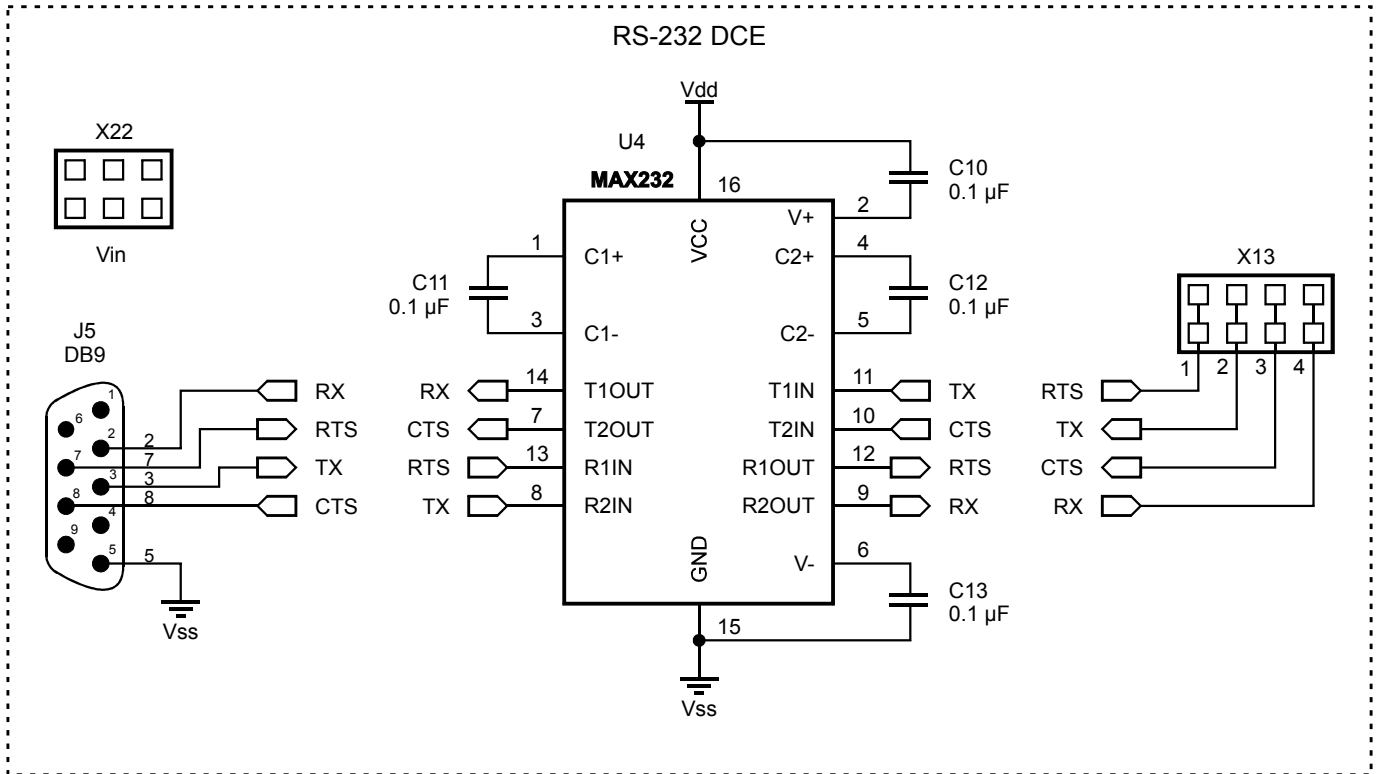 RS-232 DCE
X22
Vin
J5
DB9
1
6
2
7
3
8
4
9
5
2
7
3
8
5
Vss
RX
RTS
TX
CTS
Vdd
U4
MAX232
16
VCC
C11
0.1 µF
1
C1+
3
C1-
RX
14
T1OUT
CTS
7
T2OUT
RTS
13
R1IN
TX
8
R2IN
GND
15
Vss
V+
2
C10
0.1 µF
C2+
4
C12
0.1 µF
C2-
5
T1IN
11
TX
T2IN
10
CTS
R1OUT
12
RTS
R2OUT
9
RX
V-
6
C13
0.1 µF
X13
1
2
3
4
RTS
TX
CTS
RX